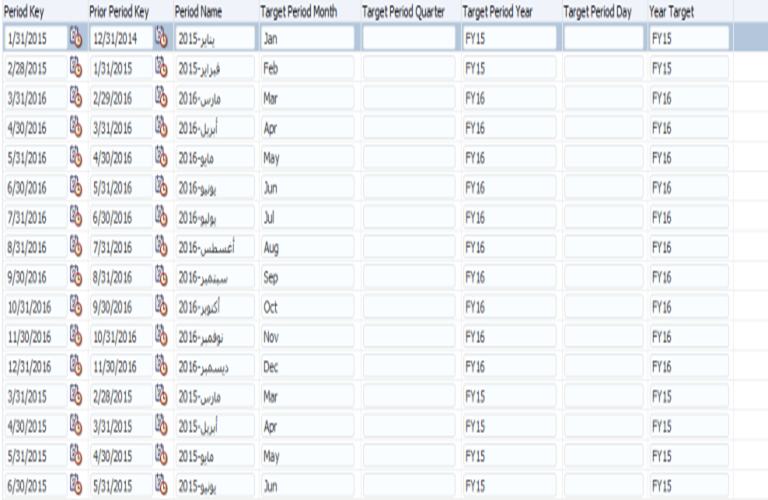 Period Key Prior Period Key Period Name Target Period Month Target Period Quarter Target Period Year Target Period Day Year Target
1/31/2015 12/31/2014 يناير-2015 Jan FY15 FY15
2/28/2015 1/31/2015 فبراير-2015 Feb FY15 FY15
3/31/2016 2/29/2016 مارس-2016 Mar FY16 FY16
4/30/2016 3/31/2016 أبريل-2016 Apr FY16 FY16
5/31/2016 4/30/2016 مايو-2016 May FY16 FY16
6/30/2016 5/31/2016 يونيو-2016 Jun FY16 FY16
7/31/2016 6/30/2016 يوليو-2016 Jul FY16 FY16
8/31/2016 7/31/2016 أغسطس-2016 Aug FY16 FY16
9/30/2016 8/31/2016 سبتمبر-2016 Sep FY16 FY16
10/31/2016 9/30/2016 أكتوبر-2016 Oct FY16 FY16
11/30/2016 10/31/2016 نوفمبر-2016 Nov FY16 FY16
12/31/2016 11/30/2016 ديسمبر-2016 Dec FY16 FY16
3/31/2015 2/28/2015 مارس-2015 Mar FY15 FY15
4/30/2015 3/31/2015 أبريل-2015 Apr FY15 FY15
5/31/2015 4/30/2015 مايو-2015 May FY15 FY15
6/30/2015 5/31/2015 يونيو-2015 Jun FY15 FY15